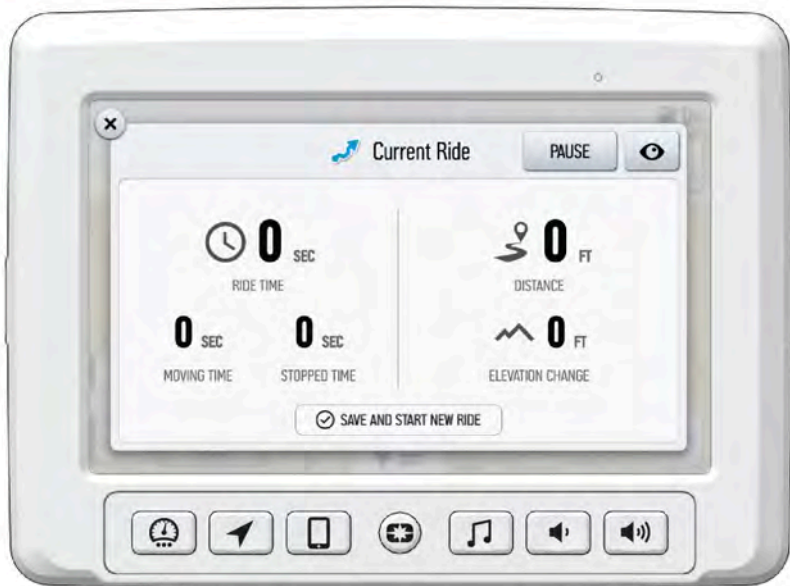 Current Ride
PAUSE
0 SEC
RIDE TIME
0 FT
DISTANCE
0 SEC
MOVING TIME
0 SEC
STOPPED TIME
0 FT
ELEVATION CHANGE
SAVE AND START NEW RIDE